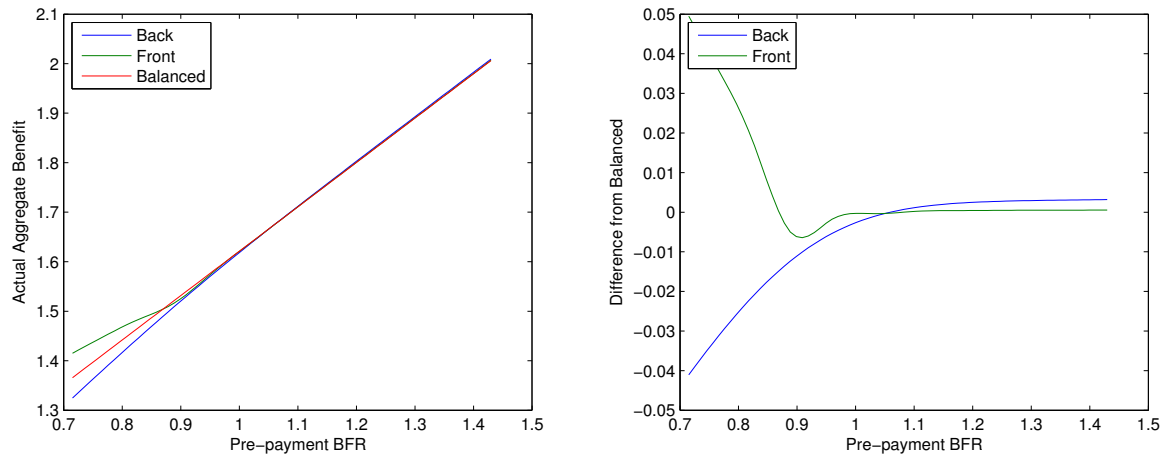 2.1
2
1.9
1.8
1.7
1.6
1.5
1.4
1.3
Actual Aggregate Benefit
Back
Front
Balanced
0.7 0.8 0.9 1 1.1 1.2 1.3 1.4 1.5
Pre-payment BFR
0.05
0.04
0.03
0.02
0.01
0
−0.01
−0.02
−0.03
−0.04
−0.05
Difference from Balanced
Back
Front
0.7 0.8 0.9 1 1.1 1.2 1.3 1.4 1.5
Pre-payment BFR